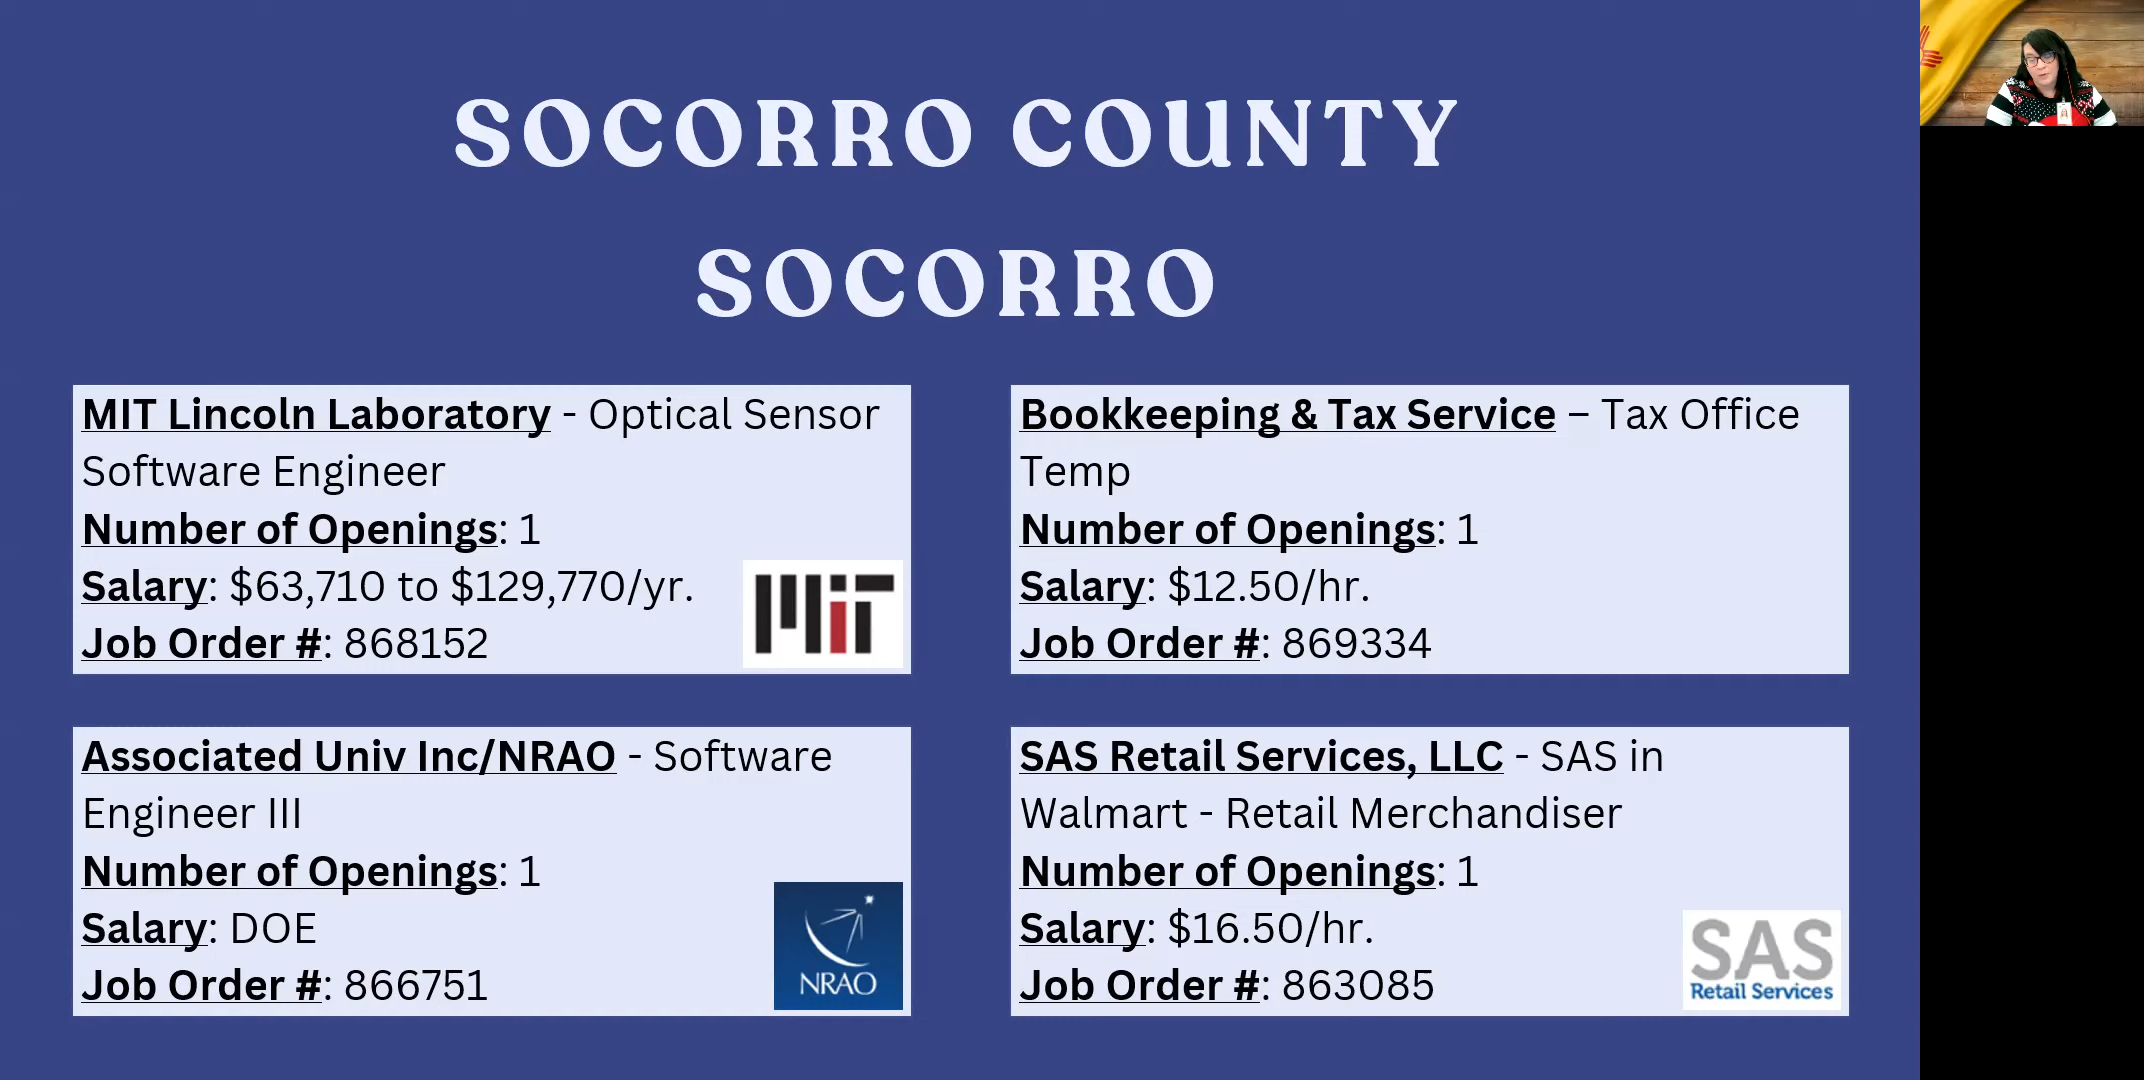 SOCORRO COUNTY
SOCORRO
MIT Lincoln Laboratory - Optical Sensor
Software Engineer
Number of Openings: 1
Salary: $63,710 to $129,770/yr.
Job Order #: 868152
MIT
Bookkeeping & Tax Service – Tax Office
Temp
Number of Openings: 1
Salary: $12.50/hr.
Job Order #: 869334
Associated Univ Inc/NRAO - Software
Engineer III
Number of Openings: 1
Salary: DOE
Job Order #: 866751
NRAO
SAS Retail Services, LLC - SAS in
Walmart - Retail Merchandiser
Number of Openings: 1
Salary: $16.50/hr.
Job Order #: 863085
SAS
Retail Services